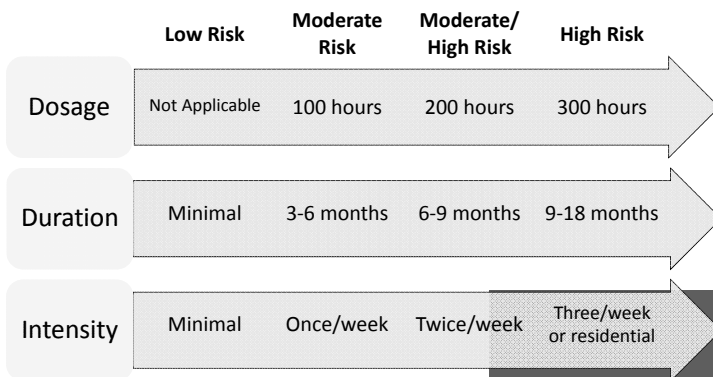 Low Risk Moderate Risk Moderate/ High Risk High Risk
Dosage Not Applicable 100 hours 200 hours 300 hours
Duration Minimal 3-6 months 6-9 months 9-18 months
Intensity Minimal Once/week Twice/week Three/week or residential